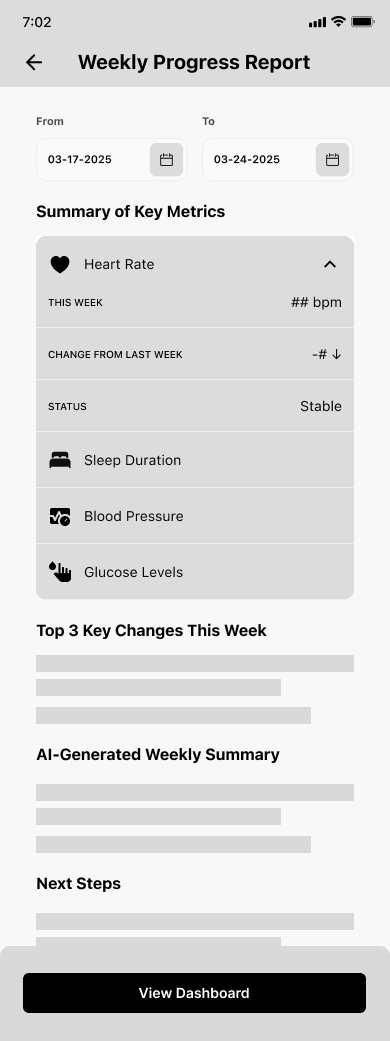 7:02
Weekly Progress Report
From To
03-17-2025 03-24-2025
Summary of Key Metrics
Heart Rate
THIS WEEK ## bpm
CHANGE FROM LAST WEEK -# ↓
STATUS Stable
Sleep Duration
Blood Pressure
Glucose Levels
Top 3 Key Changes This Week
AI-Generated Weekly Summary
Next Steps
View Dashboard